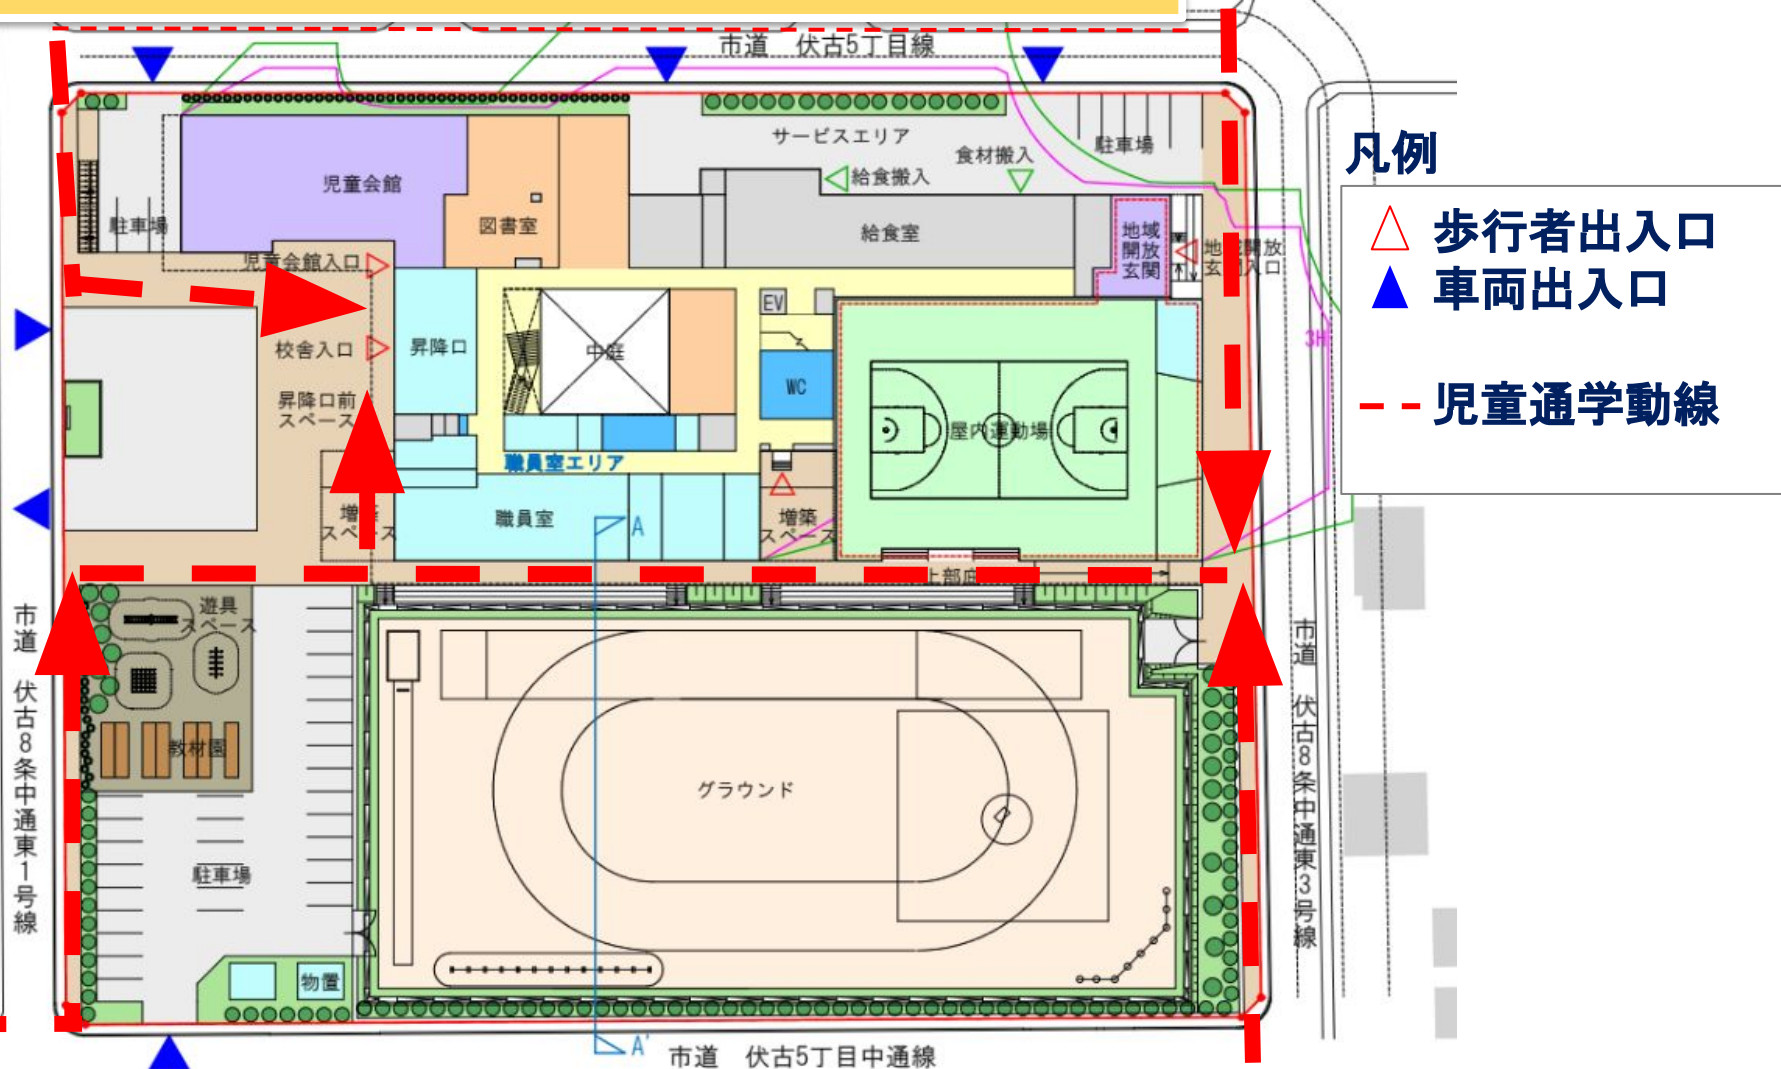 市道　伏古5丁目線
サービスエリア
駐車場
食材搬入
給食搬入
児童会館
図書室
給食室
駐車場
地域
開放
玄関
地域開放
玄関入口
児童会館入口
EV
昇降口
中庭
校舎入口
WC
昇降口前
スペース
屋内運動場
職員室エリア
職員室
増築
スペース
増築
スペース
A
3H
遊具
スペース
教材園
グラウンド
駐車場
物置
A'
市道　伏古5丁目中通線
市道　伏古8条中通東1号線
市道　伏古8条中通東3号線
凡例
歩行者出入口
車両出入口
児童通学動線